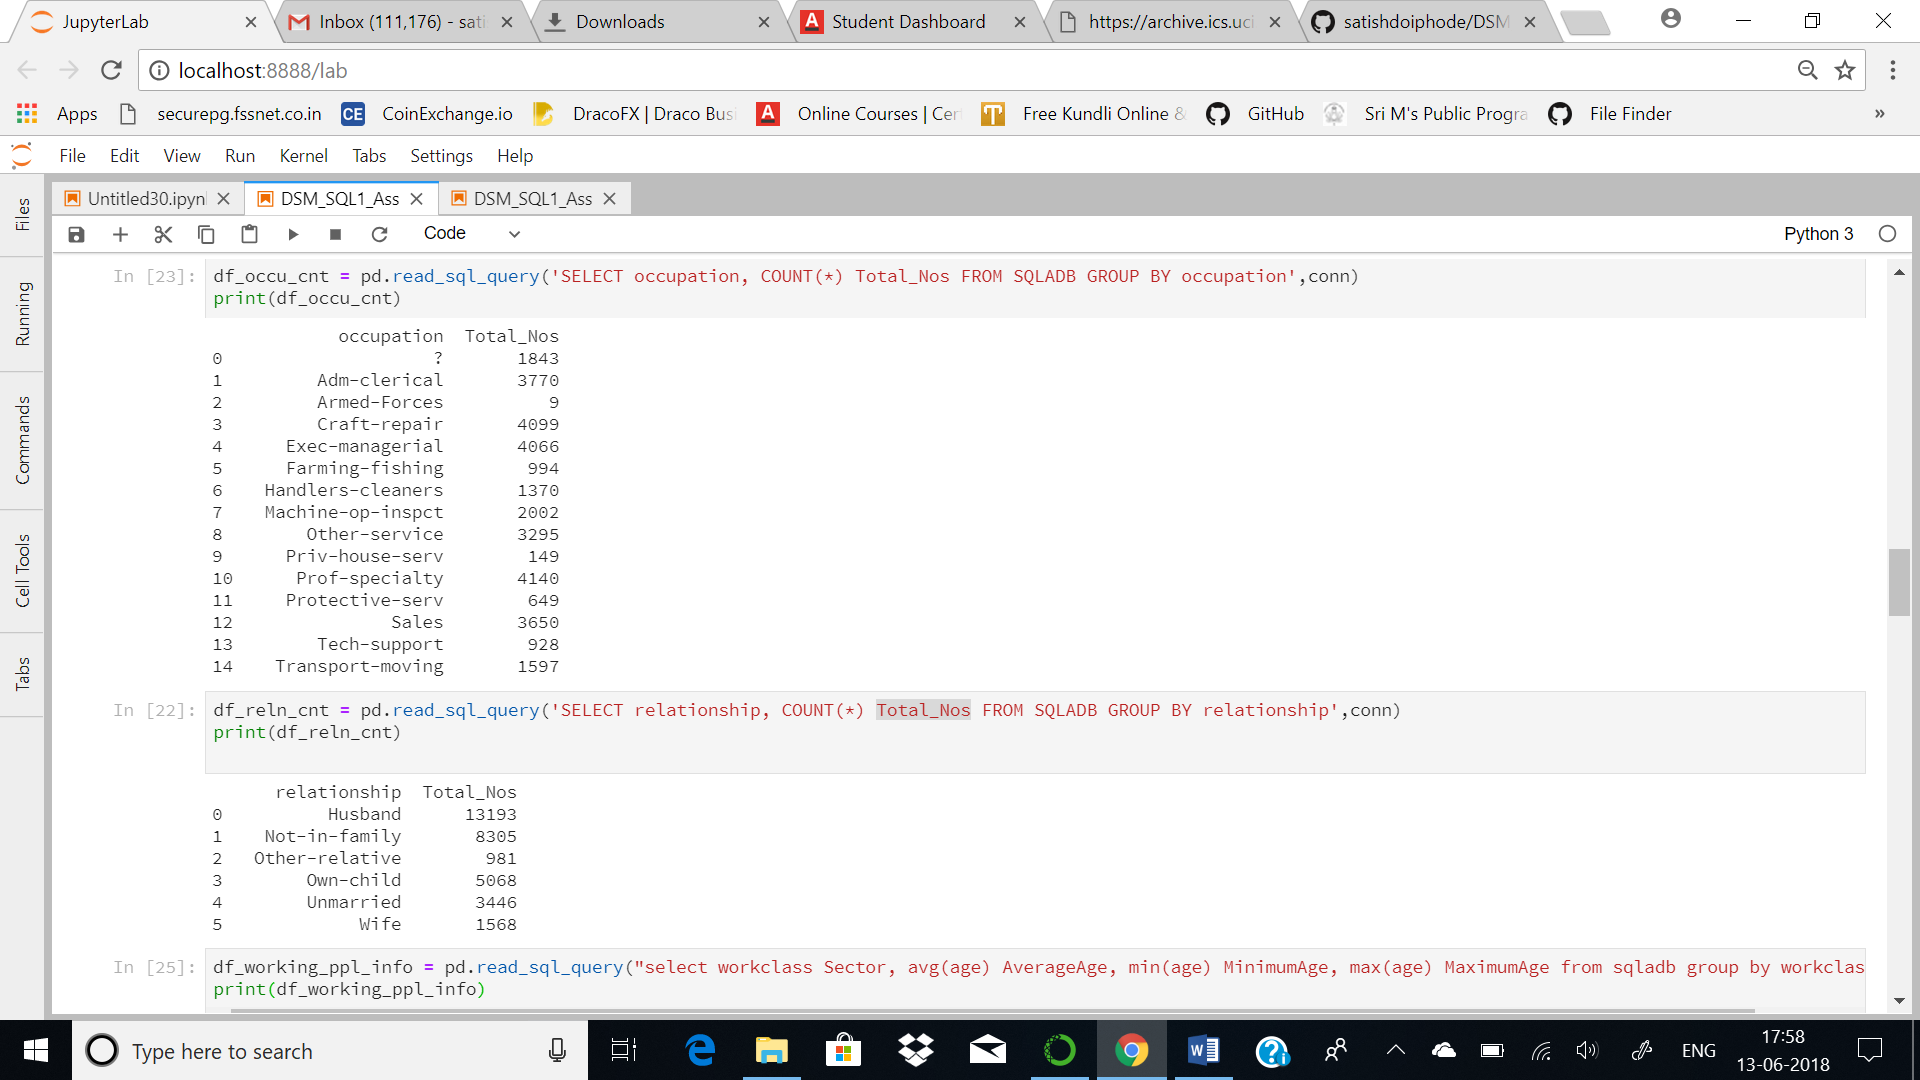 JupyterLab
Inbox (111,176) - sati
Downloads
Student Dashboard
https://archive.ics.uci
satishdoiphode/DSM
localhost:8888/lab
Apps
securepg.fssnet.co.in
CE CoinExchange.io
DracoFX | Draco Busi
A Online Courses | Cer
Free Kundli Online &
GitHub
Sri M's Public Progra
File Finder
»
File Edit View Run Kernel Tabs Settings Help
Files
Running
Commands
Cell Tools
Tabs
Untitled30.ipynl
DSM_SQL1_Ass
DSM_SQL1_Ass
Code
Python 3
In [23]: df_occu_cnt = pd.read_sql_query('SELECT occupation, COUNT(*) Total_Nos FROM SQLADB GROUP BY occupation',conn)
print(df_occu_cnt)
occupation Total_Nos
0 ? 1843
1 Adm-clerical 3770
2 Armed-Forces 9
3 Craft-repair 4099
4 Exec-managerial 4066
5 Farming-fishing 994
6 Handlers-cleaners 1370
7 Machine-op-inspct 2002
8 Other-service 3295
9 Priv-house-serv 149
10 Prof-specialty 4140
11 Protective-serv 649
12 Sales 3650
13 Tech-support 928
14 Transport-moving 1597
In [22]: df_reln_cnt = pd.read_sql_query('SELECT relationship, COUNT(*) Total_Nos FROM SQLADB GROUP BY relationship',conn)
print(df_reln_cnt)
relationship Total_Nos
0 Husband 13193
1 Not-in-family 8305
2 Other-relative 981
3 Own-child 5068
4 Unmarried 3446
5 Wife 1568
In [25]: df_working_ppl_info = pd.read_sql_query("select workclass Sector, avg(age) AverageAge, min(age) MinimumAge, max(age) MaximumAge from sqladb group by workclas
print(df_working_ppl_info)
Type here to search
ENG
17:58
13-06-2018